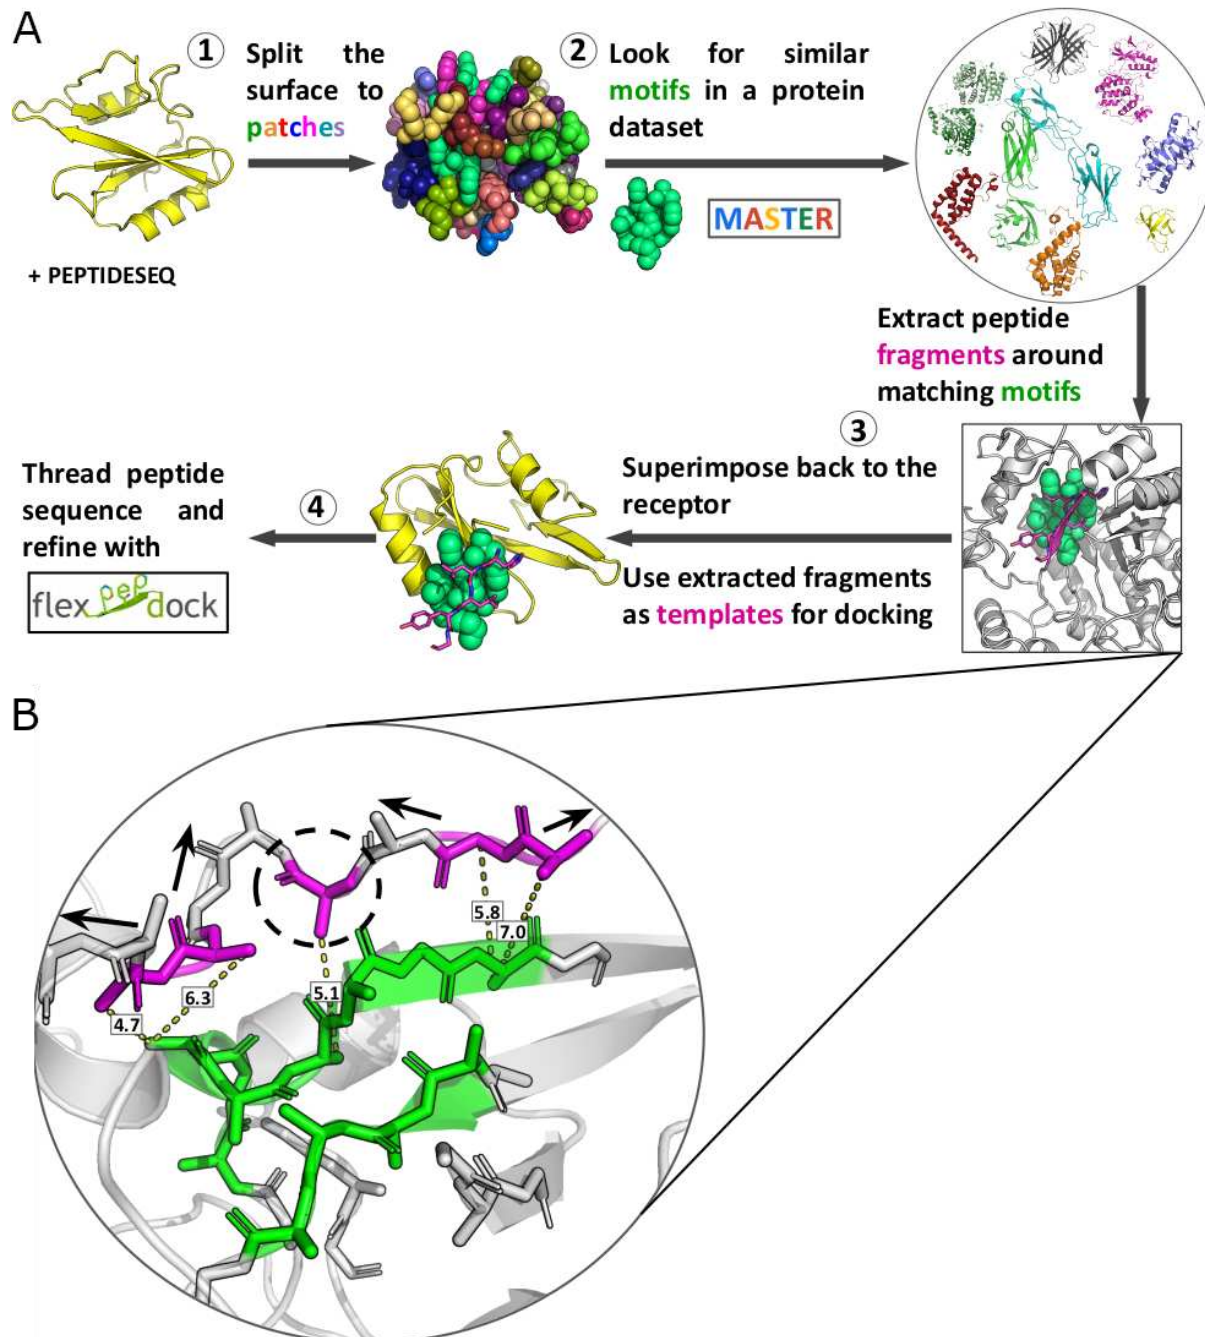 A
1
Split the
surface to
patches
2
Look for similar
motifs in a protein
dataset
MASTER
+ PEPTIDESEQ
Extract peptide
fragments around
matching motifs
3
Superimpose back to the
receptor
Use extracted fragments
as templates for docking
4
Thread peptide
sequence and
refine with
flex pep dock
B
5.8
7.0
6.3
5.1
4.7